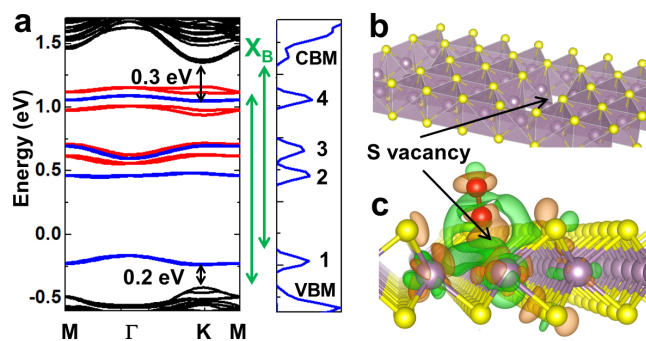 a
b
c
Energy (eV)
1.5
1.0
0.5
0.0
-0.5
M
Γ
K
M
0.3 eV
0.2 eV
X_B
CBM
4
3
2
1
VBM
S vacancy